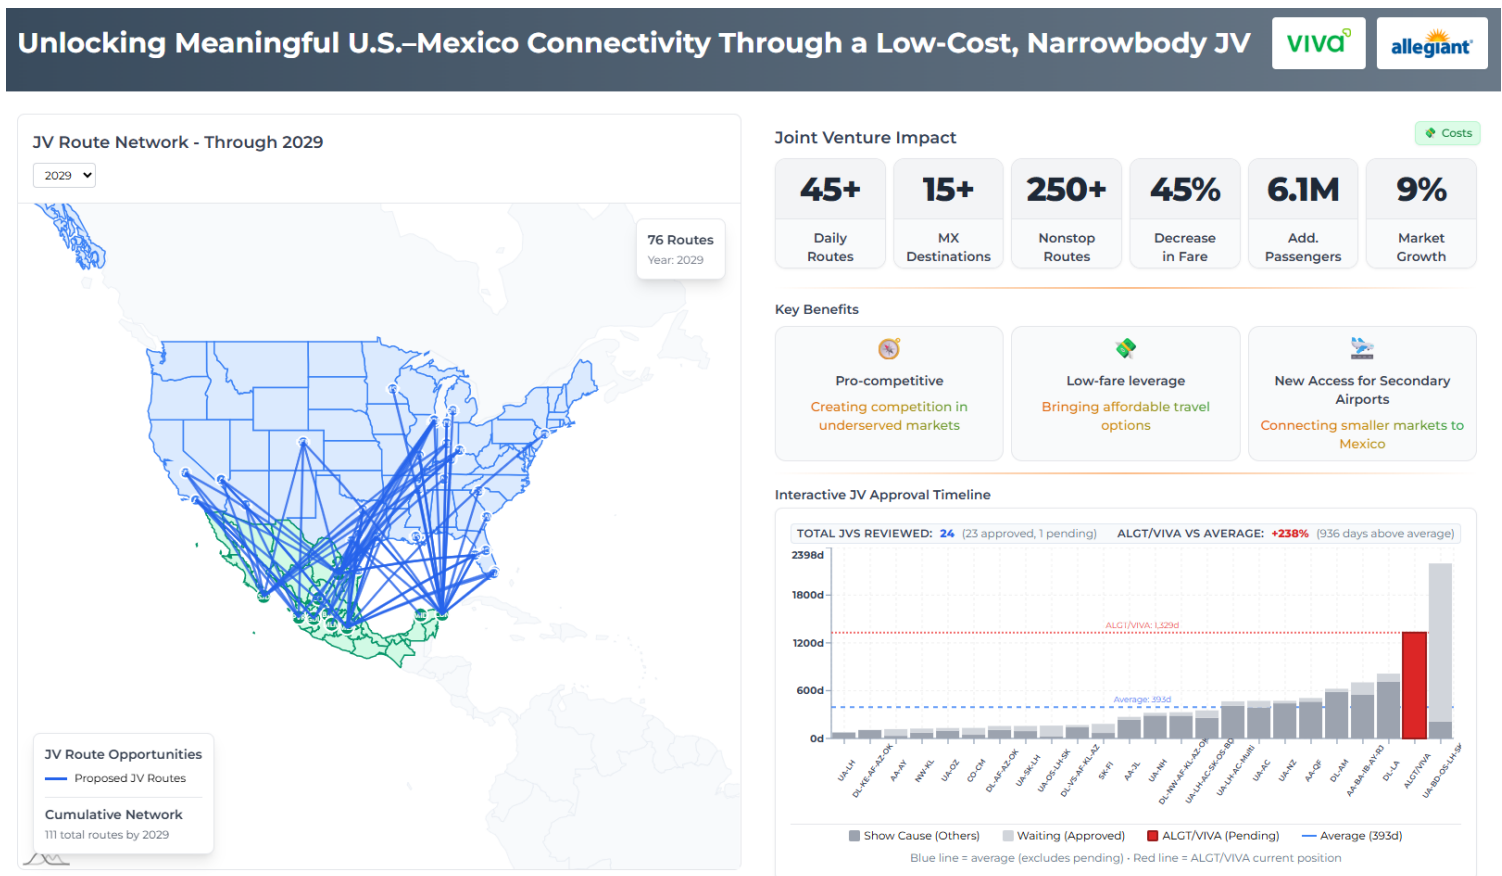 Unlocking Meaningful U.S.–Mexico Connectivity Through a Low-Cost, Narrowbody JV
viva
allegiant
JV Route Network - Through 2029
2029
76 Routes
Year: 2029
JV Route Opportunities
Proposed JV Routes
Cumulative Network
111 total routes by 2029
Joint Venture Impact
Costs
45+
Daily
Routes
15+
MX
Destinations
250+
Nonstop
Routes
45%
Decrease
in Fare
6.1M
Add.
Passengers
9%
Market
Growth
Key Benefits
Pro-competitive
Creating competition in
underserved markets
Low-fare leverage
Bringing affordable travel
options
New Access for Secondary
Airports
Connecting smaller markets to
Mexico
Interactive JV Approval Timeline
TOTAL JVS REVIEWED: 24 (23 approved, 1 pending) ALGT/VIVA VS AVERAGE: +238% (936 days above average)
2398d
1800d
1200d
600d
0d
ALGT/VIVA: 1,329d
Average: 393d
UA-LH
DL-KE-AF-AZ-OK
AA-AY
NW-KL
UA-OZ
CO-CM
DL-AF-AZ-OK
UA-SK-LH
UA-OS-LH-SK
DL-VS-AF-KL-AZ
SK-FI
AA-JL
UA-NH
DL-NW-AF-KL-AZ-OK
UA-LH-AC-SK-OS-BD
UA-LH-AC-Multi
UA-AC
UA-NZ
AA-QF
DL-AM
AA-BA-IB-AY-RJ
DL-LA
ALGT/VIVA
UA-BD-OS-LH-SK
Show Cause (Others)
Waiting (Approved)
ALGT/VIVA (Pending)
Average (393d)
Blue line = average (excludes pending) • Red line = ALGT/VIVA current position